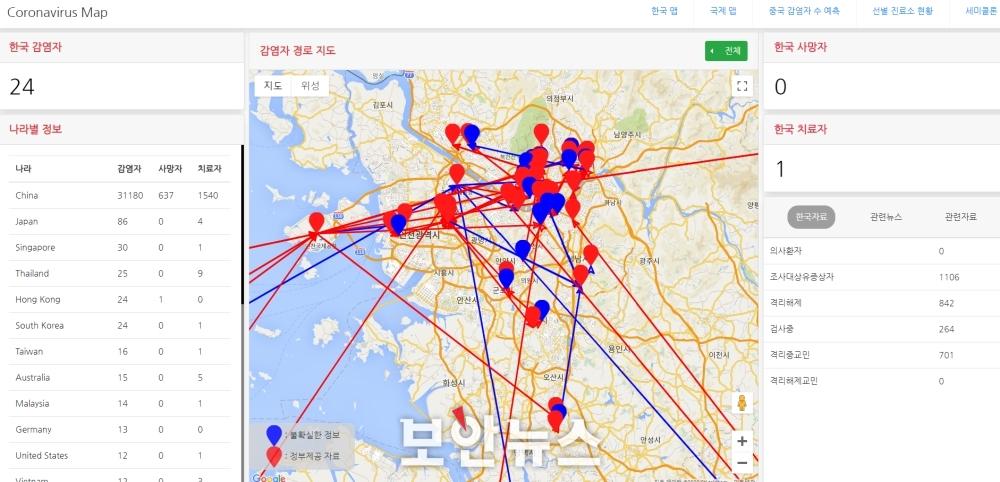 Coronavirus Map
한국 맵 국제 맵 중국 감염자 수 예측 선별 진료소 현황 세미콜론
한국 감염자
24
나라별 정보
나라 감염자 사망자 치료자
China 31180 637 1540
Japan 86 0 4
Singapore 30 0 1
Thailand 25 0 9
Hong Kong 24 1 0
South Korea 24 0 1
Taiwan 16 0 1
Australia 15 0 5
Malaysia 14 0 1
Germany 13 0 0
United States 12 0 1
Vietnam 12 0 3
감염자 경로 지도
전체
지도 위성
김포시
의정부시
남양주시
하남시
인천광역시
시흥시
광주시
안산시
용인시
이천시
화성시
오산시
안성시
: 불확실한 정보
: 정부제공 자료
Google
보안뉴스
한국 사망자
0
한국 치료자
1
한국자료 관련뉴스 관련자료
의사환자 0
조사대상유증상자 1106
격리해제 842
검사중 264
격리중교민 701
격리해제교민 0